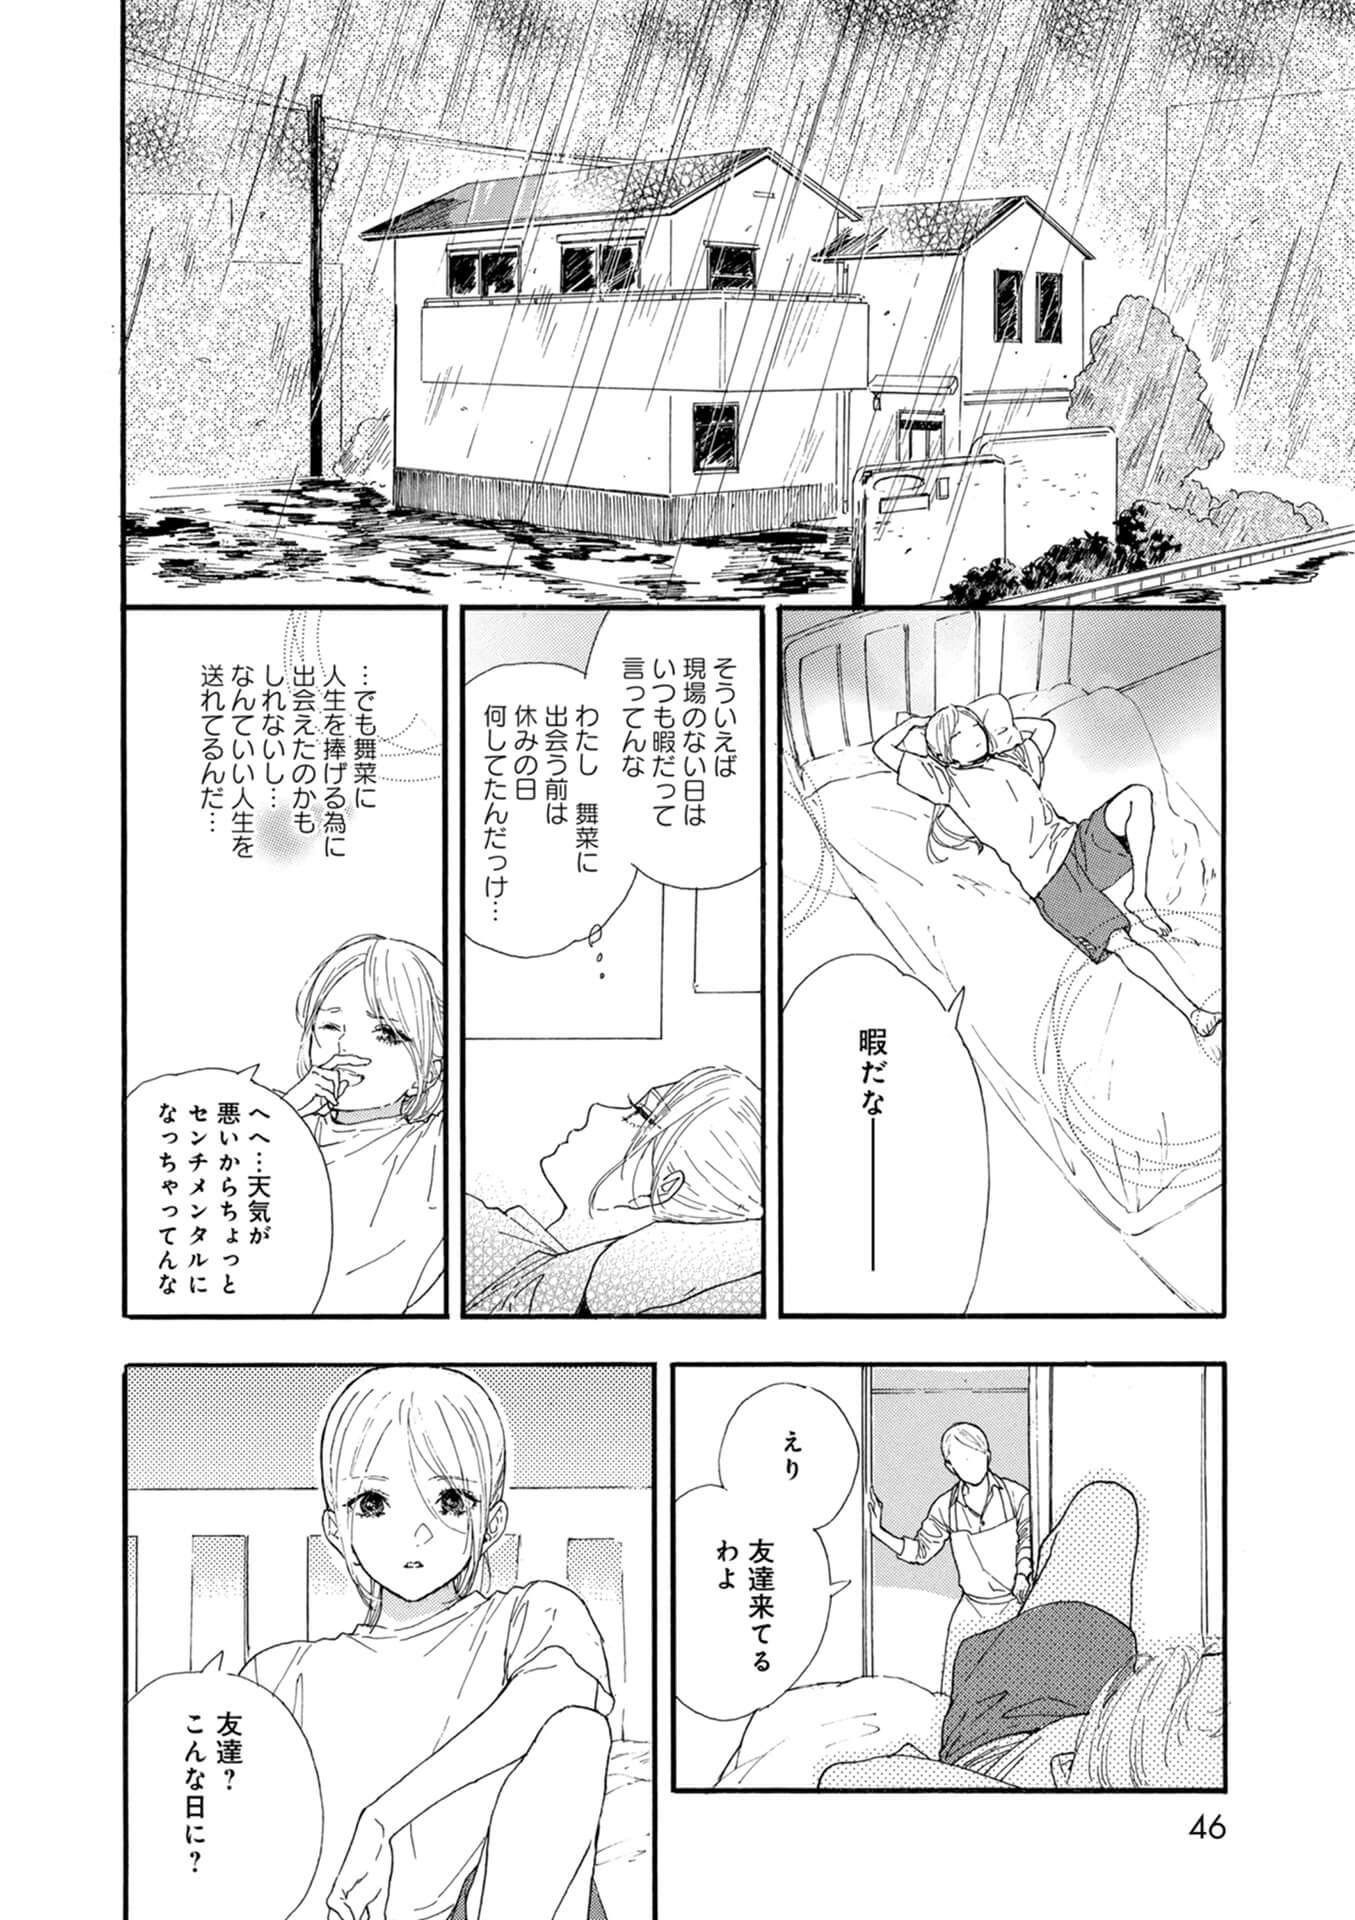 暇だな━━━
そういえば
現場のない日は
いつも暇だって
言ってんな
わたし 舞菜に
出会う前は
休みの日
何してたんだっけ…
…でも舞菜に
人生を捧げる為に
出会えたのかも
しれないし…
なんていい人生を
送れてるんだ…
へへ…天気が
悪いからちょっと
センチメンタルに
なっちゃってんな
えり
友達来てる
わよ
友達？
こんな日に？
46